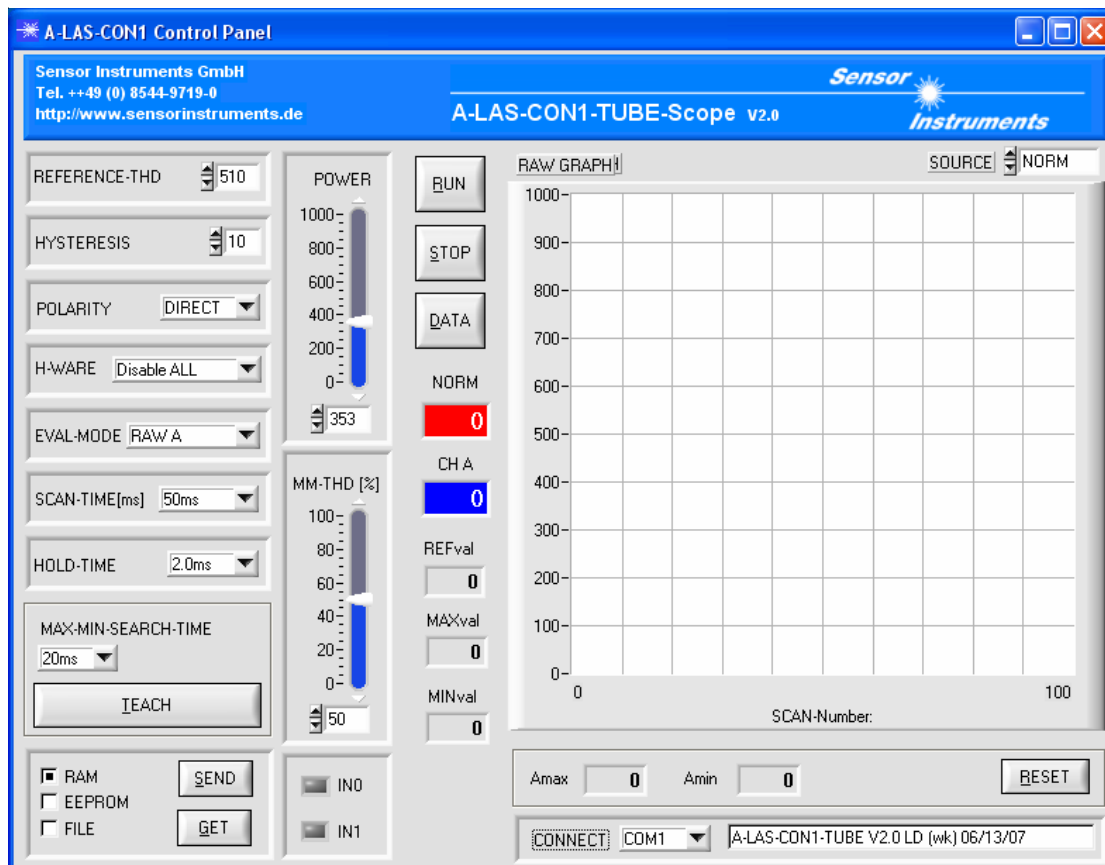 A-LAS-CON1 Control Panel
Sensor Instruments GmbH
Tel. ++49 (0) 8544-9719-0
http://www.sensorinstruments.de
A-LAS-CON1-TUBE-Scope V2.0
Sensor
Instruments
REFERENCE-THD 510
HYSTERESIS 10
POLARITY DIRECT
H-WARE Disable ALL
EVAL-MODE RAW A
SCAN-TIME[ms] 50ms
HOLD-TIME 2.0ms
MAX-MIN-SEARCH-TIME
20ms
TEACH
RAM
EEPROM
FILE
SEND
GET
POWER
1000
800
600
400
200
0
353
MM-THD [%]
100
80
60
40
20
0
50
IN0
IN1
RUN
STOP
DATA
NORM
0
CH A
0
REFval
0
MAXval
0
MINval
0
RAW GRAPH
SOURCE NORM
1000
900
800
700
600
500
400
300
200
100
0
0 100
SCAN-Number:
Amax 0 Amin 0 RESET
CONNECT COM1 A-LAS-CON1-TUBE V2.0 LD (wk) 06/13/07